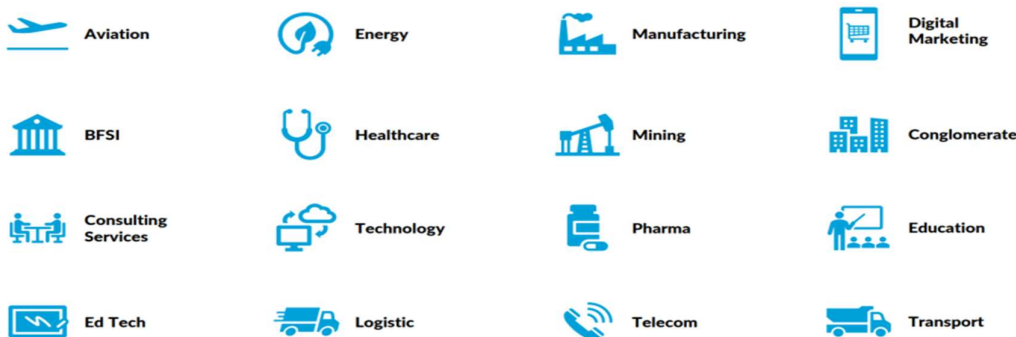 Aviation
Energy
Manufacturing
Digital
Marketing
BFSI
Healthcare
Mining
Conglomerate
Consulting
Services
Technology
Pharma
Education
Ed Tech
Logistic
Telecom
Transport